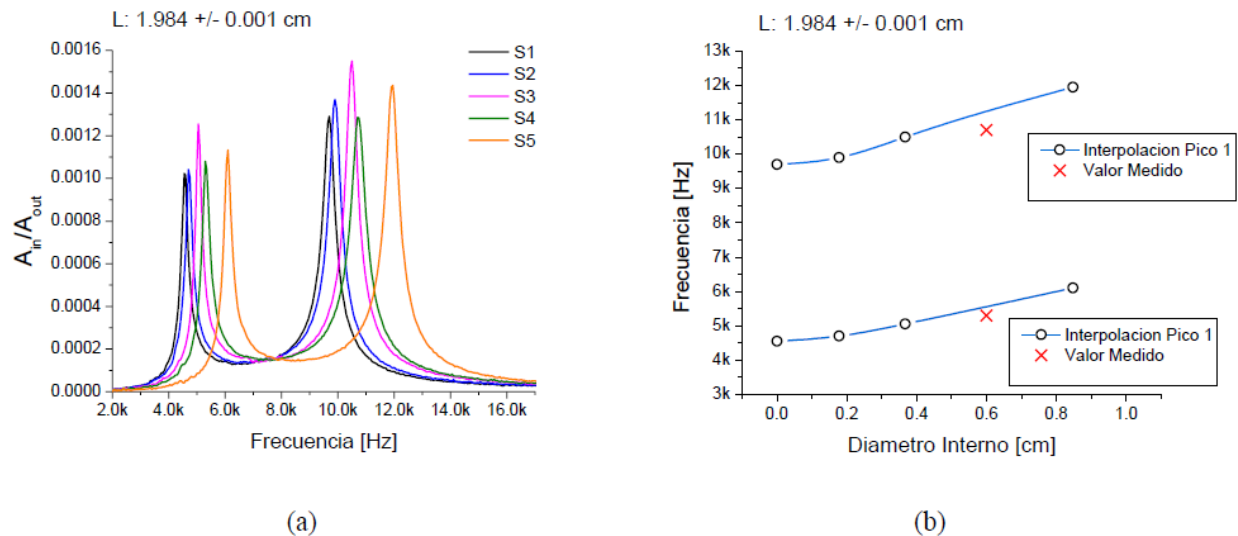 L: 1.984 +/- 0.001 cm
S1
S2
S3
S4
S5
0.0016
0.0014
0.0012
0.0010
0.0008
0.0006
0.0004
0.0002
0.0000
A_in/A_out
2.0k 4.0k 6.0k 8.0k 10.0k 12.0k 14.0k 16.0k
Frecuencia [Hz]
(a)
L: 1.984 +/- 0.001 cm
13k
12k
11k
10k
9k
8k
7k
6k
5k
4k
3k
Frecuencia [Hz]
Interpolacion Pico 1
Valor Medido
Interpolacion Pico 1
Valor Medido
0.0 0.2 0.4 0.6 0.8 1.0
Diametro Interno [cm]
(b)